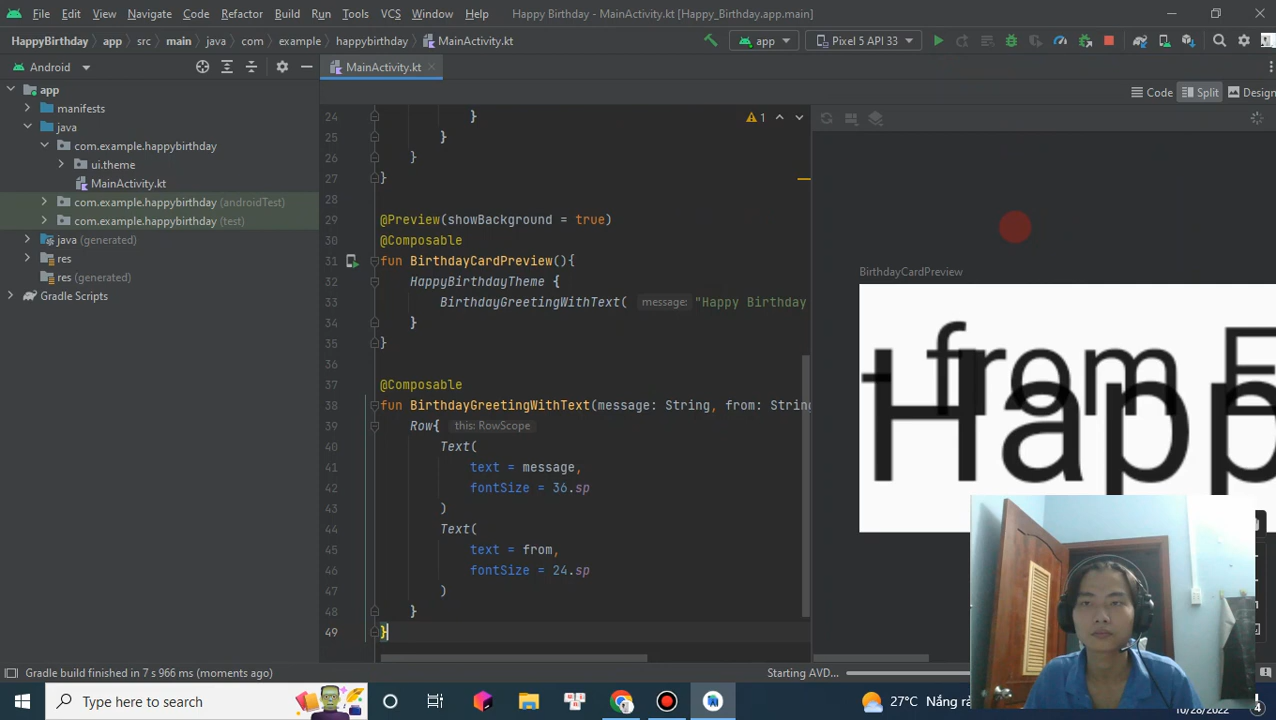 File Edit View Navigate Code Refactor Build Run Tools VCS Window Help Happy Birthday - MainActivity.kt [Happy_Birthday.app.main]
HappyBirthday app src main java com example happybirthday MainActivity.kt app Pixel 5 API 33
Android MainActivity.kt
Code Split Design
app
manifests
java
com.example.happybirthday
ui.theme
MainActivity.kt
com.example.happybirthday (androidTest)
com.example.happybirthday (test)
java (generated)
res
res (generated)
Gradle Scripts
24 }
25 }
26 }
27 }
28
29 @Preview(showBackground = true)
30 @Composable
31 fun BirthdayCardPreview(){
32 HappyBirthdayTheme {
33 BirthdayGreetingWithText( message: "Happy Birthday
34 }
35 }
36
37 @Composable
38 fun BirthdayGreetingWithText(message: String, from: String
39 Row{ this: RowScope
40 Text(
41 text = message,
42 fontSize = 36.sp
43 )
44 Text(
45 text = from,
46 fontSize = 24.sp
47 )
48 }
49 }
1
BirthdayCardPreview
- from E
Happ
Gradle build finished in 7 s 966 ms (moments ago) Starting AVD...
Type here to search 27°C Nắng
10/28/2022 4